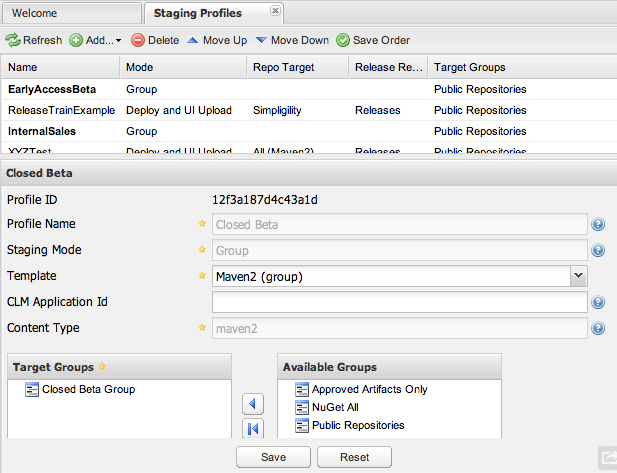 Welcome Staging Profiles
Refresh Add... Delete Move Up Move Down Save Order
Name Mode Repo Target Release Re... Target Groups
EarlyAccessBeta Group Public Repositories
ReleaseTrainExample Deploy and UI Upload Simpligility Releases Public Repositories
InternalSales Group Public Repositories
XYZTest Deploy and UI Upload All (Maven2) Releases Public Repositories
Closed Beta
Profile ID 12f3a187d4c43a1d
Profile Name Closed Beta
Staging Mode Group
Template Maven2 (group)
CLM Application Id
Content Type maven2
Target Groups Available Groups
Closed Beta Group Approved Artifacts Only
NuGet All
Public Repositories
Save Reset